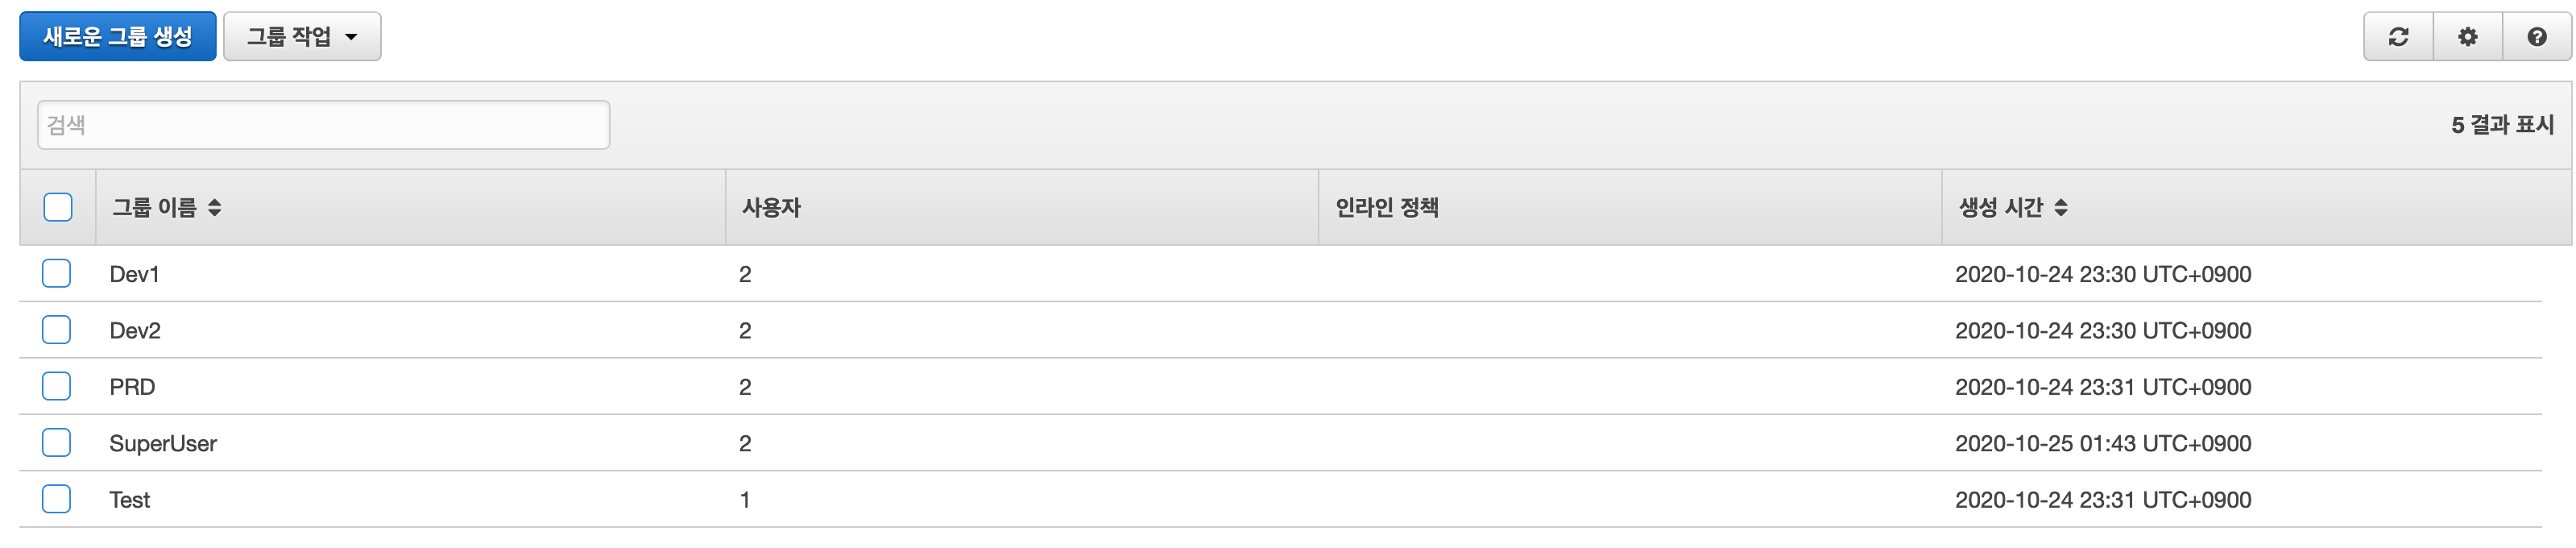 새로운 그룹 생성 그룹 작업
검색 5 결과 표시
그룹 이름 사용자 인라인 정책 생성 시간
Dev1 2 2020-10-24 23:30 UTC+0900
Dev2 2 2020-10-24 23:30 UTC+0900
PRD 2 2020-10-24 23:31 UTC+0900
SuperUser 2 2020-10-25 01:43 UTC+0900
Test 1 2020-10-24 23:31 UTC+0900